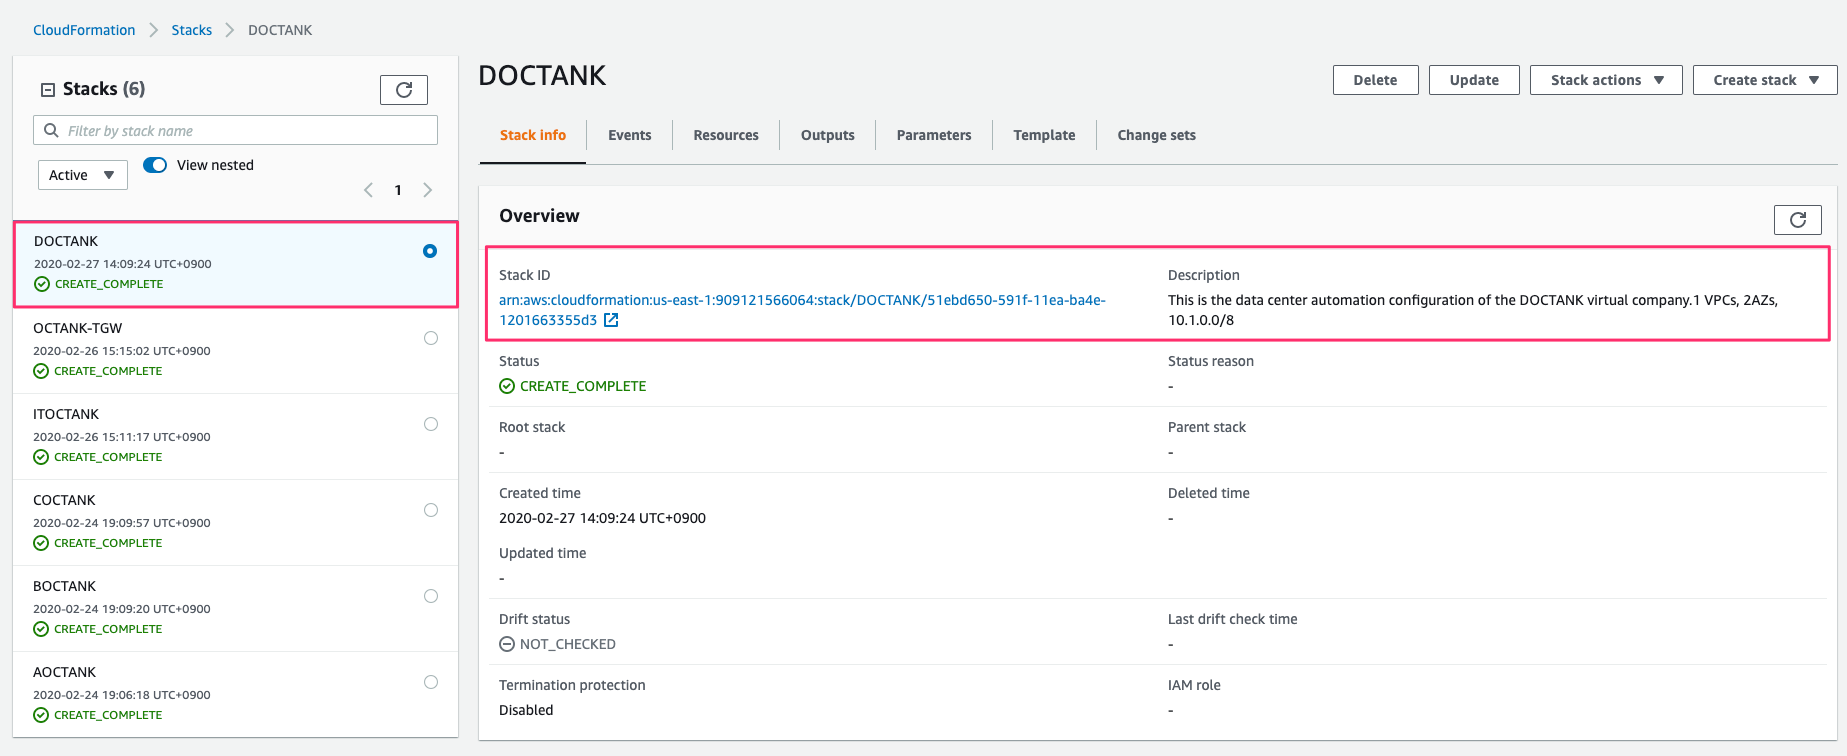 CloudFormation > Stacks > DOCTANK
Stacks (6)
Filter by stack name
Active
View nested
1
DOCTANK
2020-02-27 14:09:24 UTC+0900
CREATE_COMPLETE
OCTANK-TGW
2020-02-26 15:15:02 UTC+0900
CREATE_COMPLETE
ITOCTANK
2020-02-26 15:11:17 UTC+0900
CREATE_COMPLETE
COCTANK
2020-02-24 19:09:57 UTC+0900
CREATE_COMPLETE
BOCTANK
2020-02-24 19:09:20 UTC+0900
CREATE_COMPLETE
AOCTANK
2020-02-24 19:06:18 UTC+0900
CREATE_COMPLETE
DOCTANK
Delete Update Stack actions Create stack
Stack info Events Resources Outputs Parameters Template Change sets
Overview
Stack ID
arn:aws:cloudformation:us-east-1:909121566064:stack/DOCTANK/51ebd650-591f-11ea-ba4e-
1201663355d3
Description
This is the data center automation configuration of the DOCTANK virtual company.1 VPCs, 2AZs,
10.1.0.0/8
Status
CREATE_COMPLETE
Status reason
-
Root stack
-
Parent stack
-
Created time
2020-02-27 14:09:24 UTC+0900
Deleted time
-
Updated time
-
Drift status
NOT_CHECKED
Last drift check time
-
Termination protection
Disabled
IAM role
-